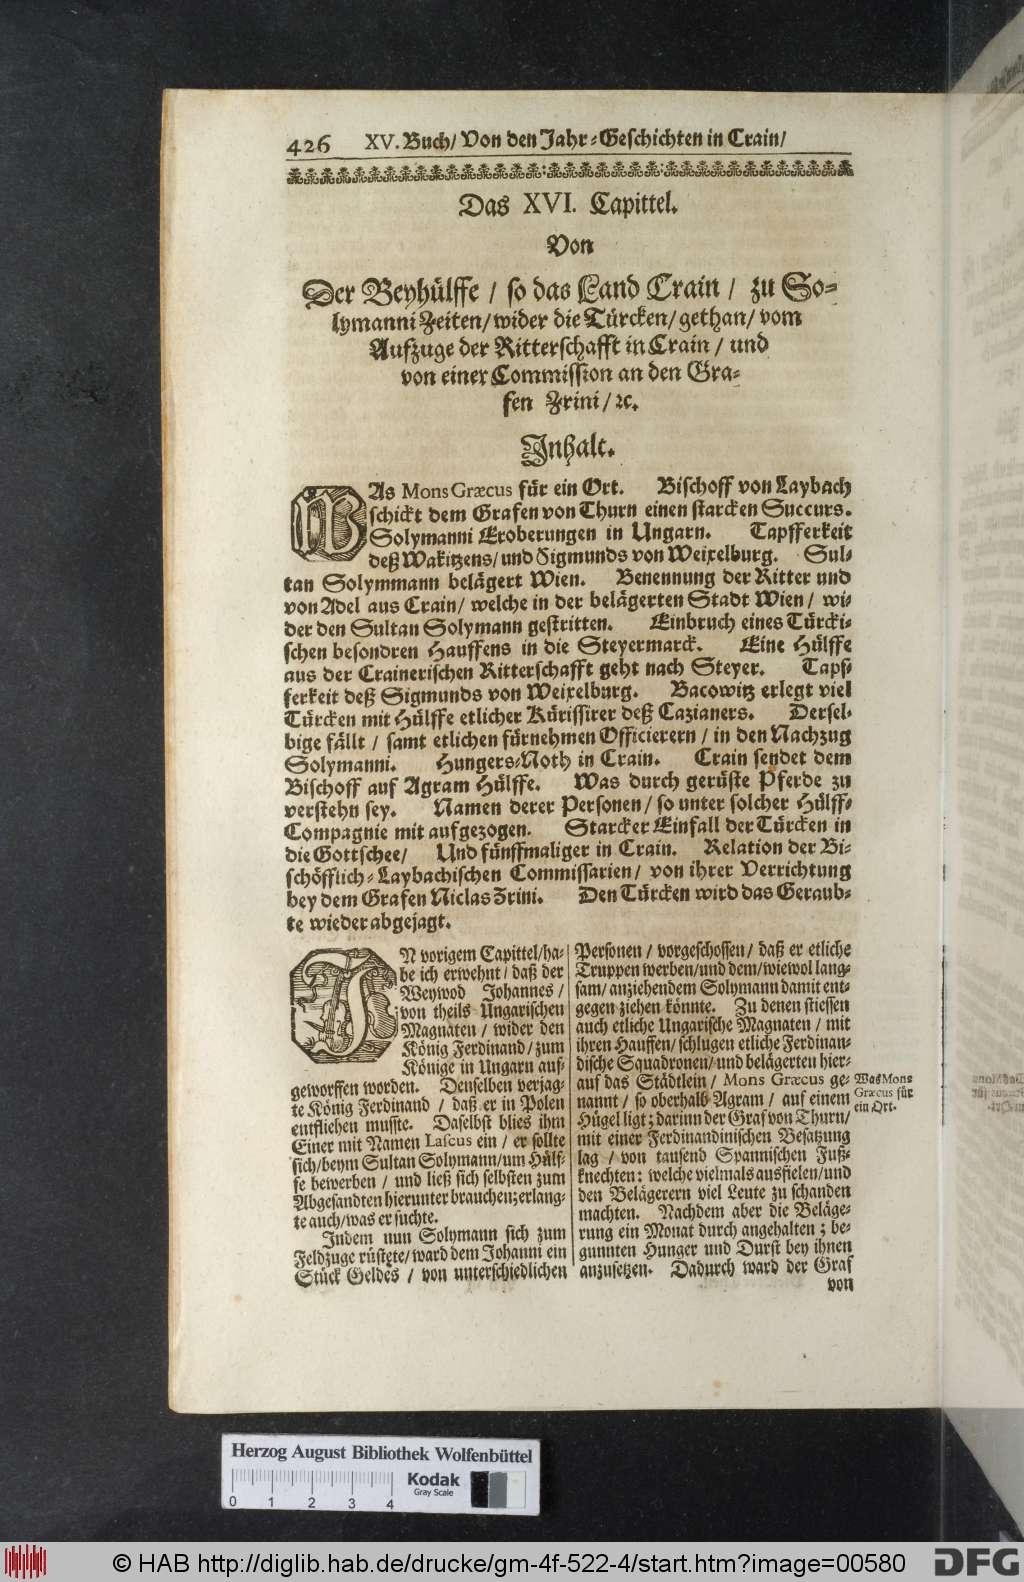 426 XV. Buch/ Von den Jahr-Geschichten in Crain/
Das XVI. Capittel.
Von
Der Beyhülffe / so das Land Crain / zu So-
lymanni Zeiten/ wider die Türcken/ gethan/ vom
Aufzuge der Ritterschafft in Crain / und
von einer Commission an den Gra-
fen Zrini / ꝛc.
Inhalt.
WAs Mons Græcus für ein Ort. Bischoff von Laybach
schickt dem Grafen von Thurn einen starcken Succurs.
Solymanni Eroberungen in Ungarn. Tapfferkeit
deß Wakitzens/ und Sigmunds von Weixelburg. Sul-
tan Solymmann belägert Wien. Benennung der Ritter und
von Adel aus Crain/ welche in der belägerten Stadt Wien / wi-
der den Sultan Solymann gestritten. Einbruch eines Türcki-
schen besondren Hauffens in die Steyermarck. Eine Hülffe
aus der Crainerischen Ritterschafft geht nach Steyer. Tapf-
ferkeit deß Sigmunds von Weixelburg. Bacowitz erlegt viel
Türcken mit Hülffe etlicher Kürissirer deß Cazianers. Dersel-
bige fällt / samt etlichen fürnehmen Officierern / in den Nachzug
Solymanni. Hungers-Noth in Crain. Crain sendet dem
Bischoff auf Agram Hülffe. Was durch gerüste Pferde zu
verstehn sey. Namen derer Personen / so unter solcher Hülff-
Compagnie mit aufgezogen. Starcker Einfall der Türcken in
die Gottschee/ Und fünffmaliger in Crain. Relation der Bi-
schöfflich-Laybachischen Commissarien/ von ihrer Verrichtung
bey dem Grafen Niclas Zrini. Den Türcken wird das Geraub-
te wieder abgejagt.
IN vorigem Capittel/ ha-
be ich erwehnt / daß der
Weywod Johannes /
von theils Ungarischen
Magnaten / wider den
König Ferdinand / zum
Könige in Ungarn auf-
geworffen worden. Denselben verjag-
te König Ferdinand / daß er in Polen
entfliehen musste. Daselbst blies ihm
Einer mit Namen Lascus ein / er sollte
sich/ beym Sultan Solymann/ um Hülf-
fe bewerben / und ließ sich selbsten zum
Abgesandten hierunter brauchen; erlang-
te auch/ was er suchte.
Indem nun Solymann sich zum
Feldzuge rüstete/ ward dem Johanni ein
Stück Geldes / von unterschiedlichen
Personen / vorgeschossen / daß er etliche
Truppen werben/ und dem/ wiewol lang-
sam/ anziehendem Solymann damit ent-
gegen ziehen könnte. Zu denen stiessen
auch etliche Ungarische Magnaten / mit
ihren Hauffen/ schlugen etliche Ferdinan-
dische Squadronen/ und belägerten hier-
auf das Städtlein / Mons Græcus ge-
nannt / so oberhalb Agram / auf einem
Hügel ligt; darinn der Graf von Thurn/
mit einer Ferdinandinischen Besatzung
lag / von tausend Spannischen Fuß-
knechten: welche vielmals ausfielen/ und
den Belägerern viel Leute zu schanden
machten. Nachdem aber die Beläge-
rung ein Monat durch angehalten ; be-
gunnten Hunger und Durst bey ihnen
anzusetzen. Dadurch ward der Graf
von
Was Mons
Græcus für
ein Ort.
Herzog August Bibliothek Wolfenbüttel
0 1 2 3 4
Kodak
Gray Scale
© HAB http://diglib.hab.de/drucke/gm-4f-522-4/start.htm?image=00580
DFG